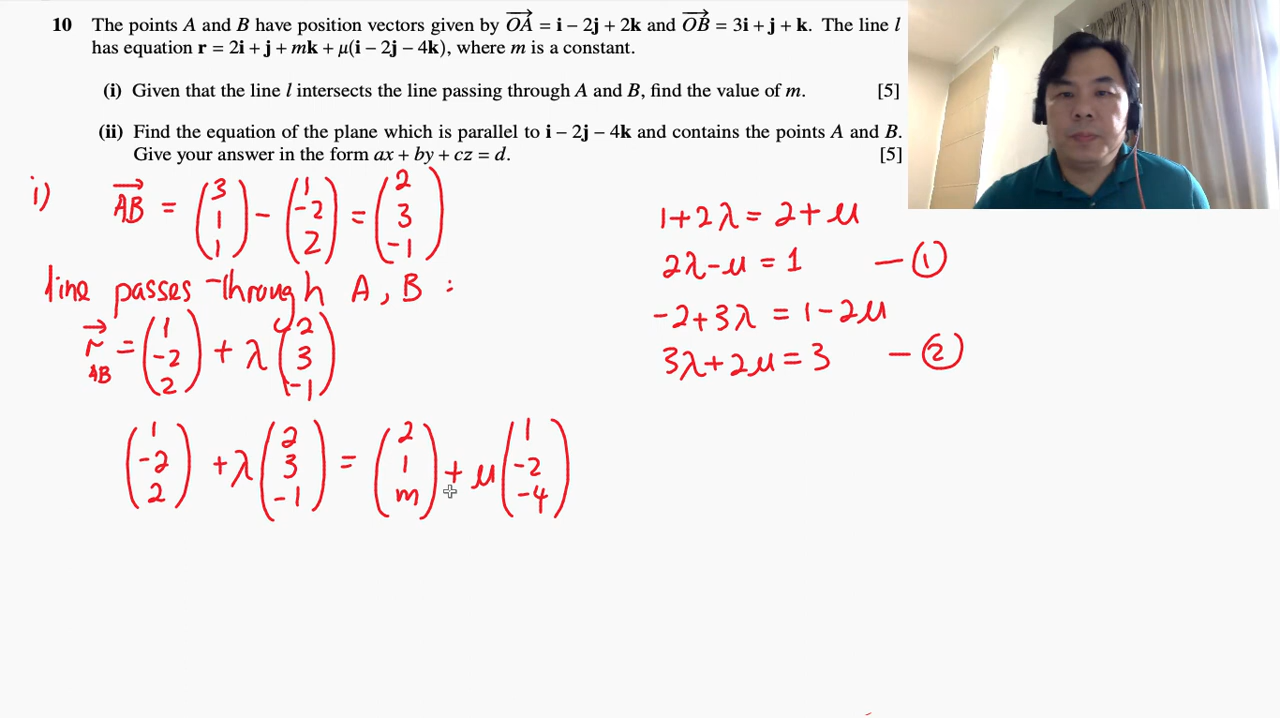 10 The points A and B have position vectors given by →OA = i − 2j + 2k and →OB = 3i + j + k. The line l
has equation r = 2i + j + mk + μ(i − 2j − 4k), where m is a constant.
(i) Given that the line l intersects the line passing through A and B, find the value of m. [5]
(ii) Find the equation of the plane which is parallel to i − 2j − 4k and contains the points A and B.
Give your answer in the form ax + by + cz = d. [5]
i) →AB = (3 1 1) − (1 -2 2) = (2 3 -1)
line passes through A, B :
→r AB = (1 -2 2) + λ (2 3 -1)
(1 -2 2) + λ (2 3 -1) = (2 1 m) + μ (1 -2 -4)
1+2λ = 2+μ
2λ-μ = 1 — ①
-2+3λ = 1-2μ
3λ+2μ = 3 — ②